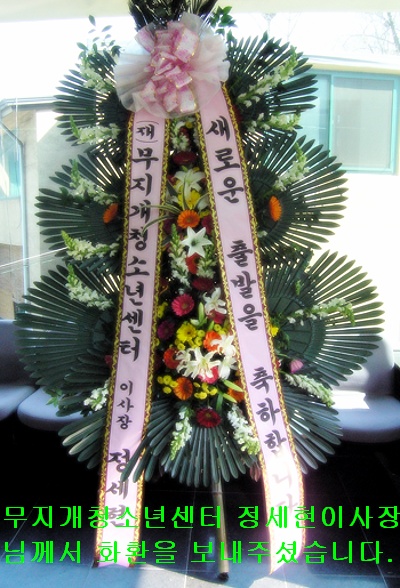 (재)무지개청소년센터 이사장 정세현
새로운 출발을 축하합니다
무지개청소년센터 정세현이사장
님께서 화환을 보내주셨습니다.